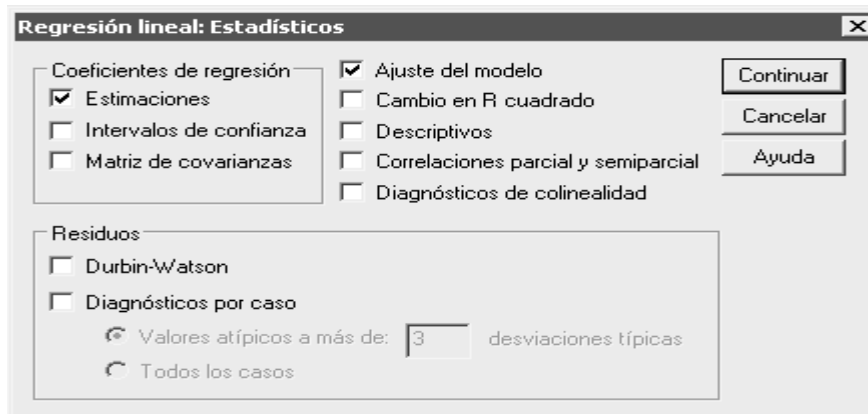 Regresión lineal: Estadísticos
Coeficientes de regresión
Estimaciones
Intervalos de confianza
Matriz de covarianzas
Ajuste del modelo
Cambio en R cuadrado
Descriptivos
Correlaciones parcial y semiparcial
Diagnósticos de colinealidad
Continuar
Cancelar
Ayuda
Residuos
Durbin-Watson
Diagnósticos por caso
Valores atípicos a más de: 3 desviaciones típicas
Todos los casos